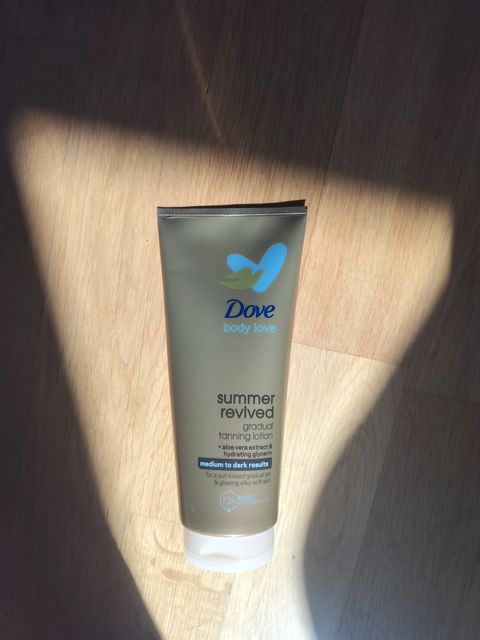 Dove
body love
summer
revived
gradual
tanning lotion
• aloe vera extract &
hydrating glycerin
medium to dark results
for a sun-kissed gradual tan
& glowing silky-soft skin
72h